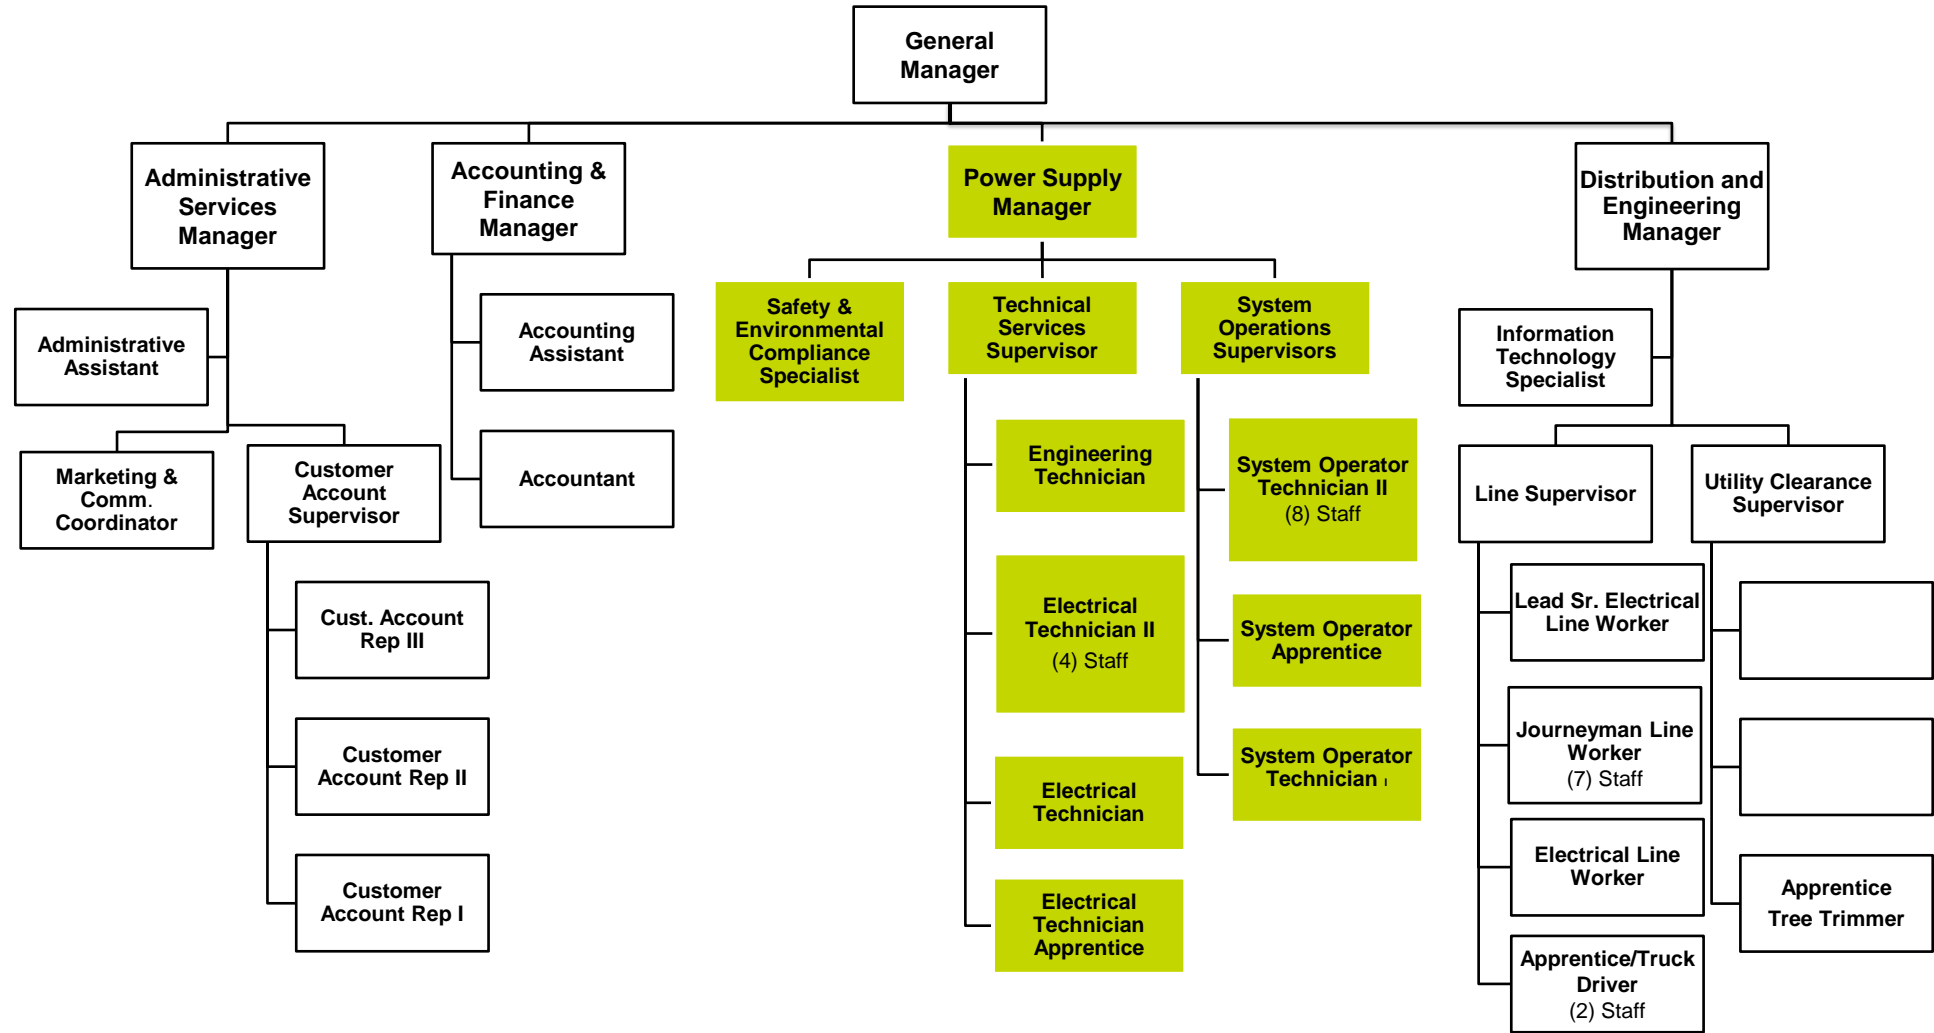 General
Manager
Administrative
Services
Manager
Accounting &
Finance
Manager
Power Supply
Manager
Distribution and
Engineering
Manager
Administrative
Assistant
Marketing &
Comm.
Coordinator
Customer
Account
Supervisor
Cust. Account
Rep III
Customer
Account Rep II
Customer
Account Rep I
Accounting
Assistant
Accountant
Safety &
Environmental
Compliance
Specialist
Technical
Services
Supervisor
System
Operations
Supervisors
Engineering
Technician
Electrical
Technician II
(4) Staff
Electrical
Technician
Electrical
Technician
Apprentice
System Operator
Technician II
(8) Staff
System Operator
Apprentice
System Operator
Technician I
Information
Technology
Specialist
Line Supervisor
Utility Clearance
Supervisor
Lead Sr. Electrical
Line Worker
Journeyman Line
Worker
(7) Staff
Electrical Line
Worker
Apprentice/Truck
Driver
(2) Staff
Apprentice
Tree Trimmer